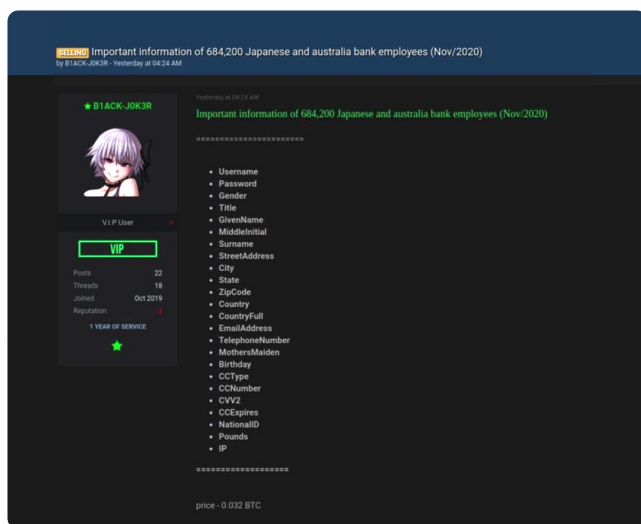 SELLING Important information of 684,200 Japanese and australia bank employees (Nov/2020)
by B1ACK-J0K3R - Yesterday at 04:24 AM
★ B1ACK-J0K3R
V.I.P User
VIP
Posts 22
Threads 18
Joined Oct 2019
Reputation -3
1 YEAR OF SERVICE
Yesterday at 04:24 AM
Important information of 684,200 Japanese and australia bank employees (Nov/2020)
=======================
• Username
• Password
• Gender
• Title
• GivenName
• MiddleInitial
• Surname
• StreetAddress
• City
• State
• ZipCode
• Country
• CountryFull
• EmailAddress
• TelephoneNumber
• MothersMaiden
• Birthday
• CCType
• CCNumber
• CVV2
• CCExpires
• NationalID
• Pounds
• IP
====================
price - 0.032 BTC